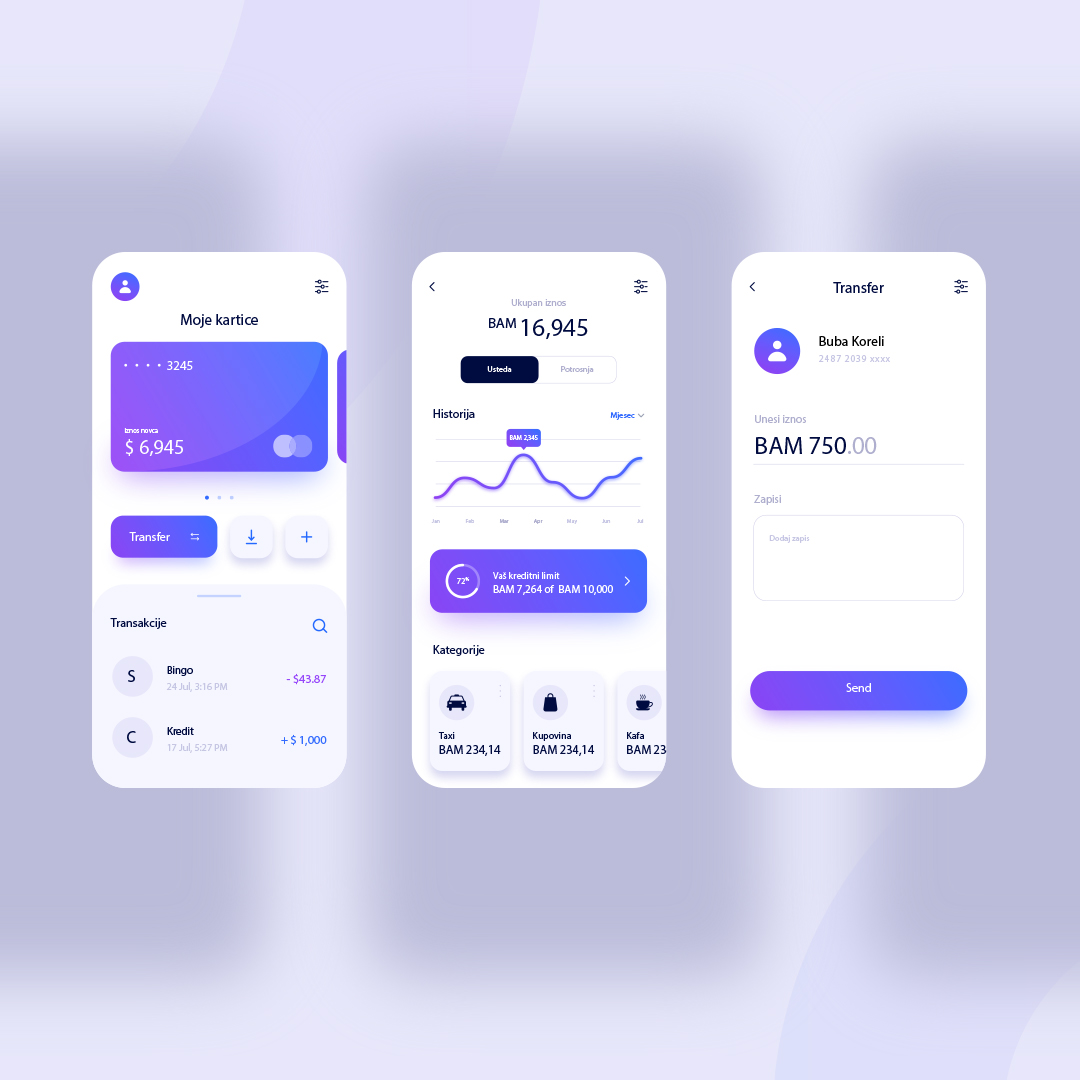 Moje kartice
• • • • 3245
Iznos novca
$ 6,945
Transfer
Transakcije
S
Bingo
24 Jul, 3:16 PM
- $43.87
C
Kredit
17 Jul, 5:27 PM
+ $ 1,000
Ukupan iznos
BAM 16,945
Usteda
Potrosnja
Historija
Mjesec
BAM 2,345
Jan Feb Mar Apr May Jun Jul
72%
Vaš kreditni limit
BAM 7,264 of BAM 10,000
Kategorije
Taxi
BAM 234,14
Kupovina
BAM 234,14
Kafa
BAM 23
Transfer
Buba Koreli
2487 2039 xxxx
Unesi iznos
BAM 750.00
Zapisi
Dodaj zapis
Send